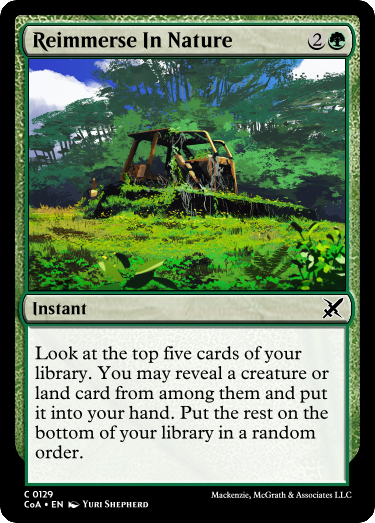 Reimmerse In Nature 2
Instant
Look at the top five cards of your
library. You may reveal a creature or
land card from among them and put
it into your hand. Put the rest on the
bottom of your library in a random
order.
C 0129
CoA • EN Yuri Shepherd
Mackenzie, McGrath & Associates LLC